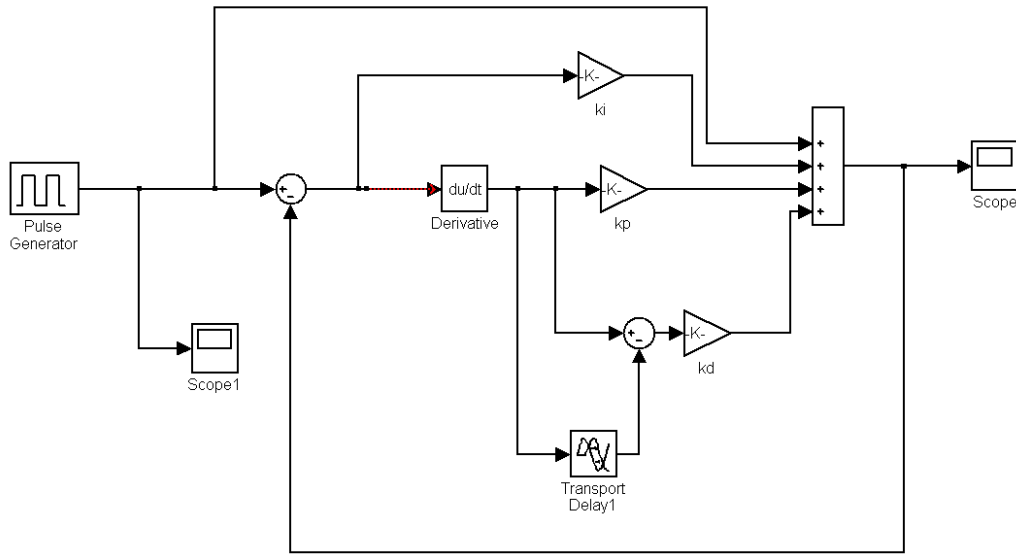 -K-
ki
+
+
+
+
Pulse
Generator
+
-
du/dt
Derivative
-K-
kp
Scope
Scope1
+
-
-K-
kd
Transport
Delay1